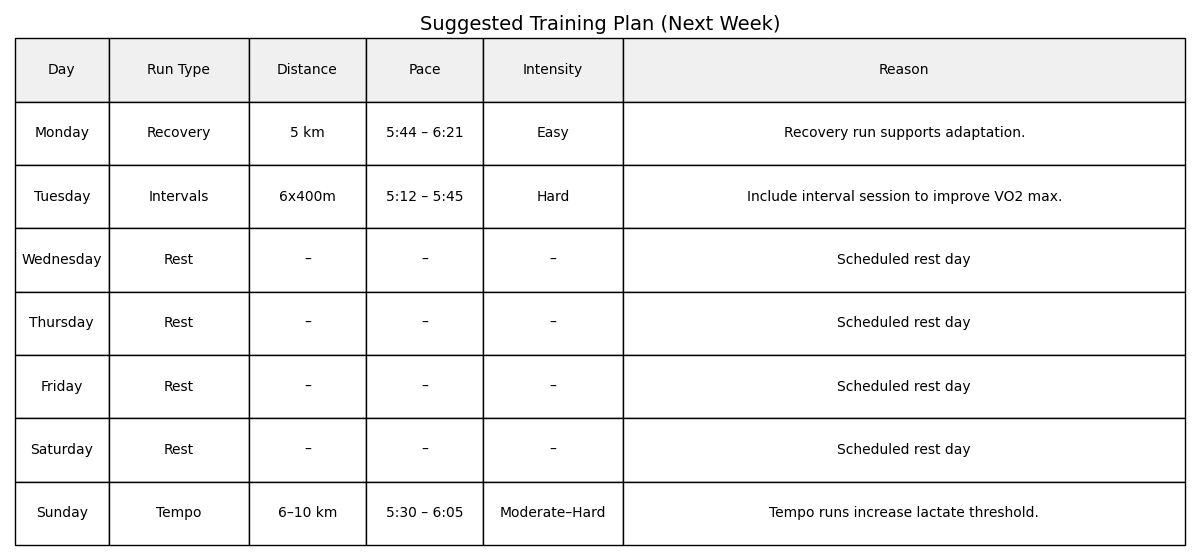 Suggested Training Plan (Next Week)
Day Run Type Distance Pace Intensity Reason
Monday Recovery 5 km 5:44 – 6:21 Easy Recovery run supports adaptation.
Tuesday Intervals 6x400m 5:12 – 5:45 Hard Include interval session to improve VO2 max.
Wednesday Rest – – – Scheduled rest day
Thursday Rest – – – Scheduled rest day
Friday Rest – – – Scheduled rest day
Saturday Rest – – – Scheduled rest day
Sunday Tempo 6–10 km 5:30 – 6:05 Moderate–Hard Tempo runs increase lactate threshold.